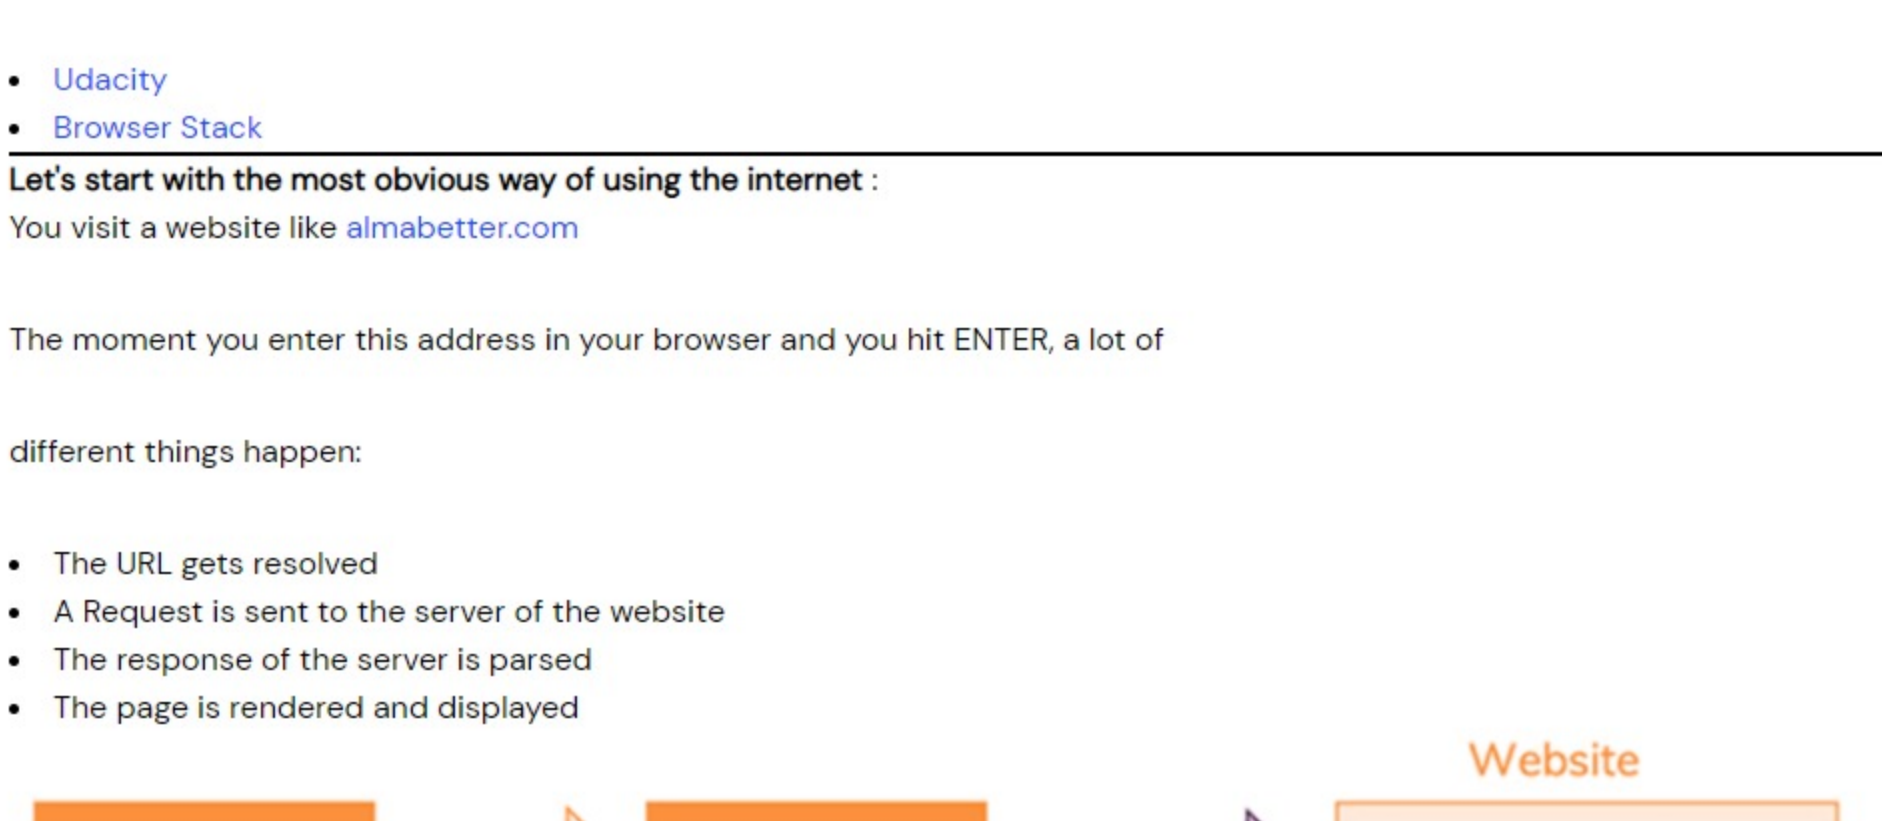 Udacity
Browser Stack
Let's start with the most obvious way of using the internet :
You visit a website like almabetter.com
The moment you enter this address in your browser and you hit ENTER, a lot of
different things happen:
The URL gets resolved
A Request is sent to the server of the website
The response of the server is parsed
The page is rendered and displayed
Website